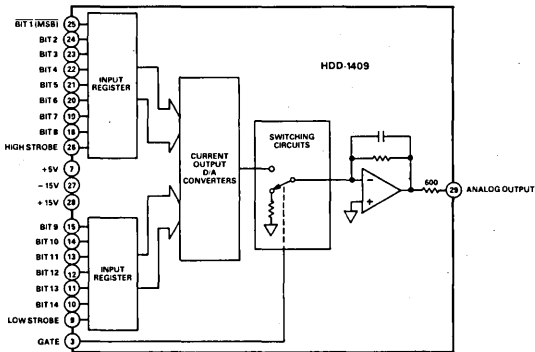 HDD-1409
BIT 1 (MSB) 25
BIT 2 24
BIT 3 23
BIT 4 22
BIT 5 21
BIT 6 20
BIT 7 19
BIT 8 18
HIGH STROBE 26
+5V 7
-15V 27
+15V 28
BIT 9 15
BIT 10 14
BIT 11 13
BIT 12 12
BIT 13 11
BIT 14 10
LOW STROBE 9
GATE 3
INPUT
REGISTER
INPUT
REGISTER
CURRENT
OUTPUT
D/A
CONVERTERS
SWITCHING
CIRCUITS
-
+
500
29 ANALOG OUTPUT